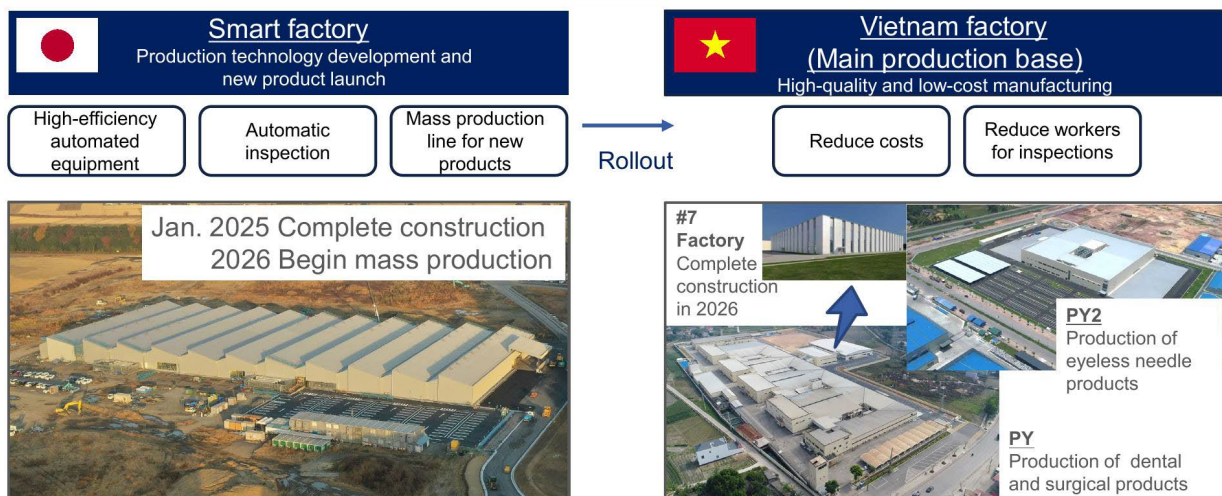 Smart factory
Production technology development and
new product launch
High-efficiency
automated
equipment
Automatic
inspection
Mass production
line for new
products
Rollout
Vietnam factory
(Main production base)
High-quality and low-cost manufacturing
Reduce costs
Reduce workers
for inspections
Jan. 2025 Complete construction
2026 Begin mass production
#7
Factory
Complete
construction
in 2026
PY2
Production of
eyeless needle
products
PY
Production of dental
and surgical products